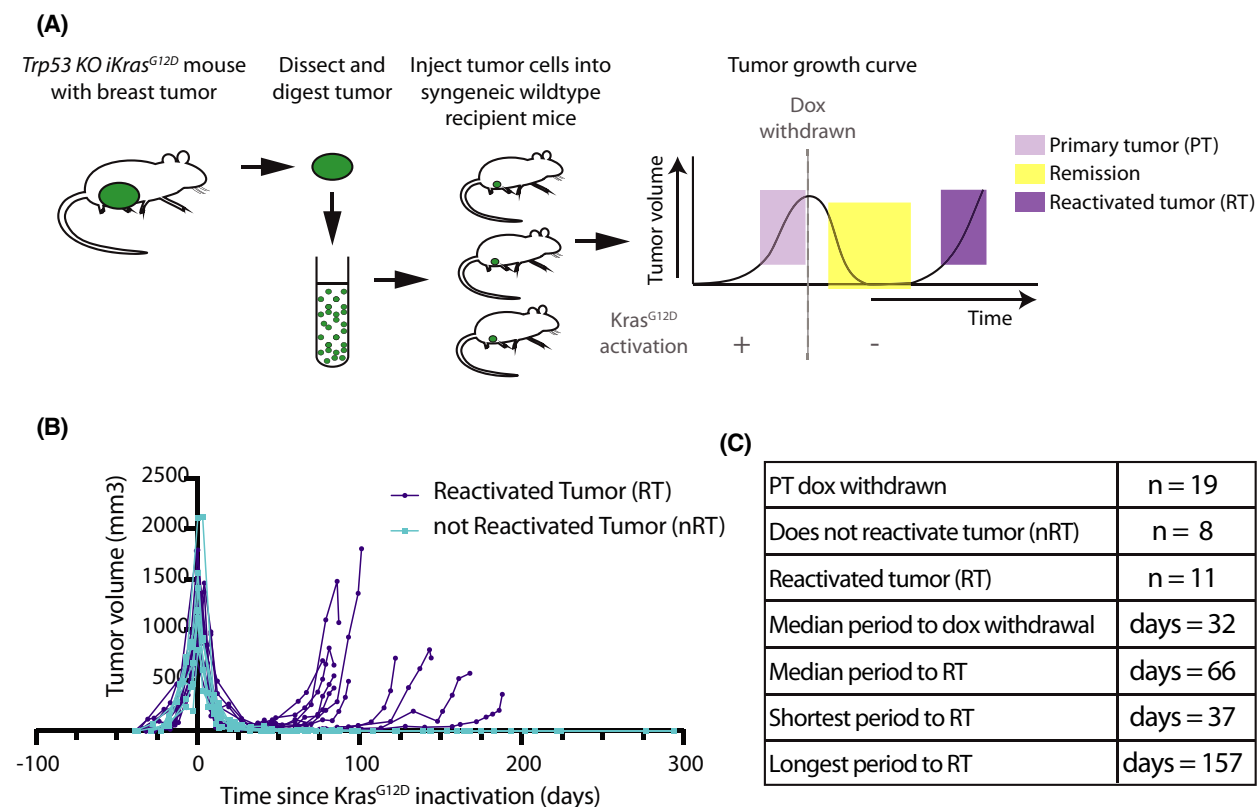 (A)
Trp53 KO iKrasG12D mouse
with breast tumor
Dissect and
digest tumor
Inject tumor cells into
syngeneic wildtype
recipient mice
Tumor growth curve
Dox
withdrawn
Tumor volume
Time
KrasG12D
activation
+
-
Primary tumor (PT)
Remission
Reactivated tumor (RT)
(B)
Tumor volume (mm3)
2500
2000
1500
1000
500
Reactivated Tumor (RT)
not Reactivated Tumor (nRT)
-100
0
100
200
300
Time since KrasG12D inactivation (days)
(C)
PT dox withdrawn n = 19
Does not reactivate tumor (nRT) n = 8
Reactivated tumor (RT) n = 11
Median period to dox withdrawal days = 32
Median period to RT days = 66
Shortest period to RT days = 37
Longest period to RT days = 157